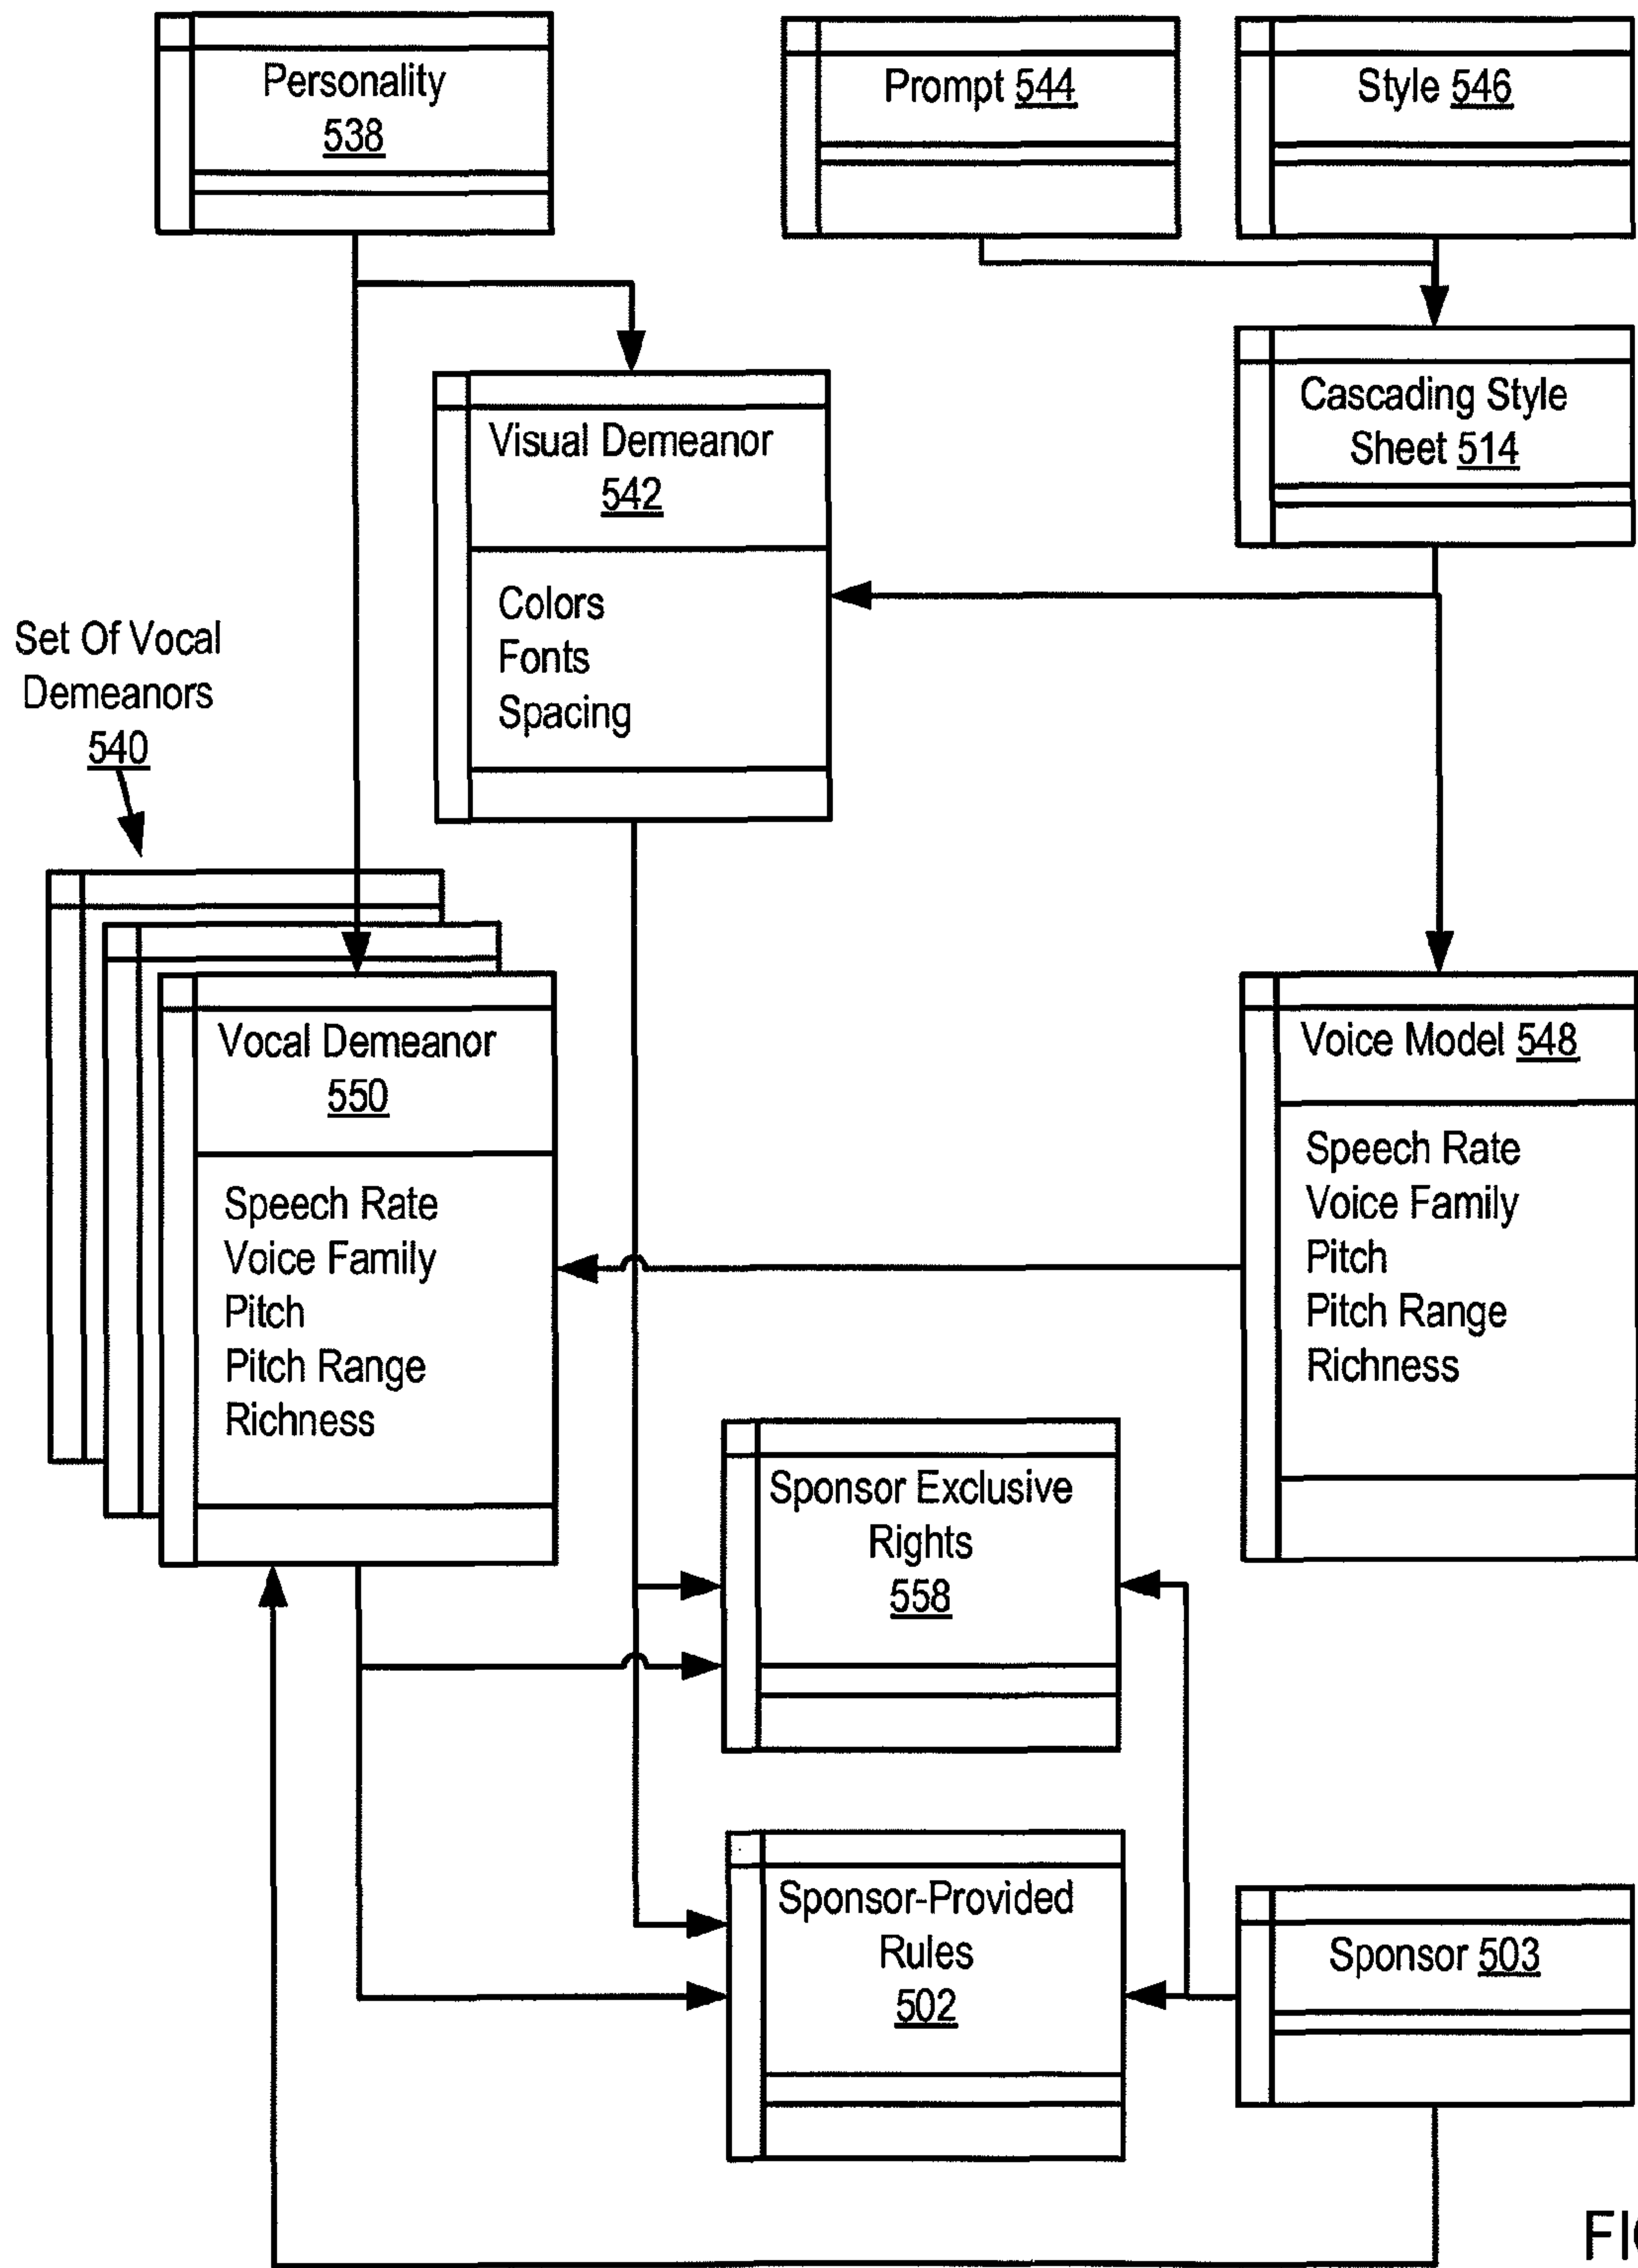 Personality
538
Prompt 544
Style 546
Cascading Style
Sheet 514
Visual Demeanor
542
Colors
Fonts
Spacing
Set Of Vocal
Demeanors
540
Vocal Demeanor
550
Speech Rate
Voice Family
Pitch
Pitch Range
Richness
Voice Model 548
Speech Rate
Voice Family
Pitch
Pitch Range
Richness
Sponsor Exclusive
Rights
558
Sponsor-Provided
Rules
502
Sponsor 503